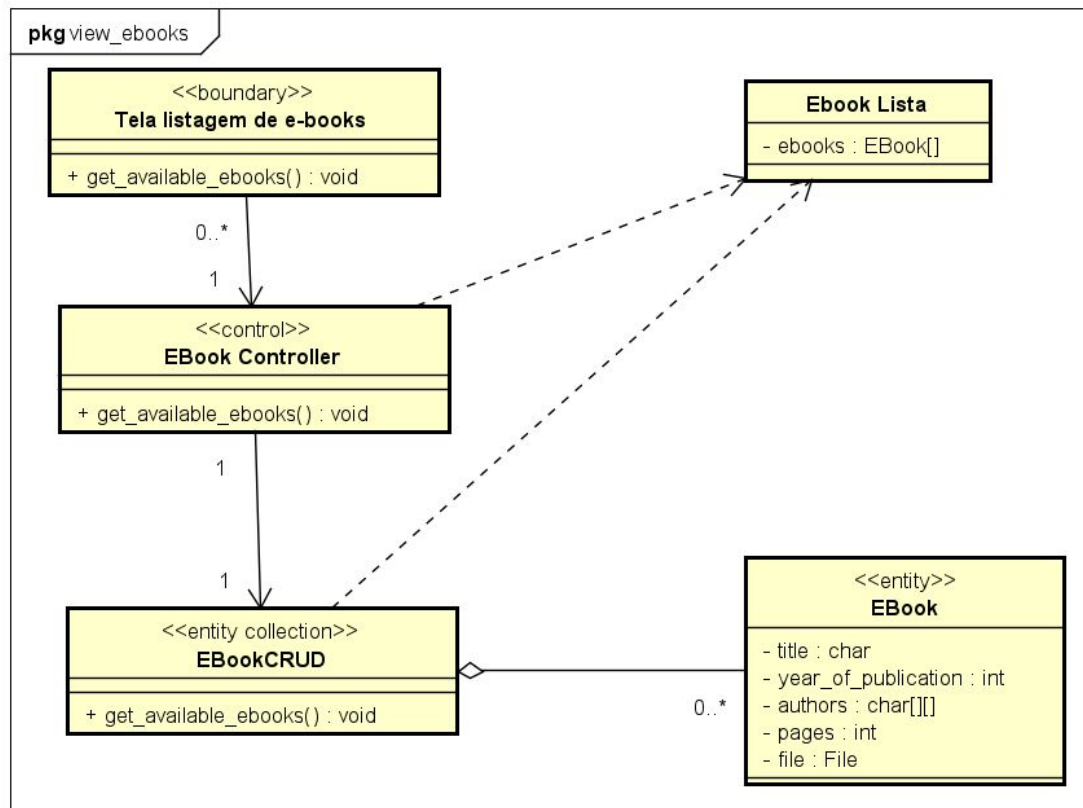 pkg view_ebooks
<<boundary>>
Tela listagem de e-books
+ get_available_ebooks() : void
Ebook Lista
- ebooks : EBook[]
0..*
1
<<control>>
EBook Controller
+ get_available_ebooks() : void
1
1
<<entity collection>>
EBookCRUD
+ get_available_ebooks() : void
0..*
<<entity>>
EBook
- title : char
- year_of_publication : int
- authors : char[][]
- pages : int
- file : File